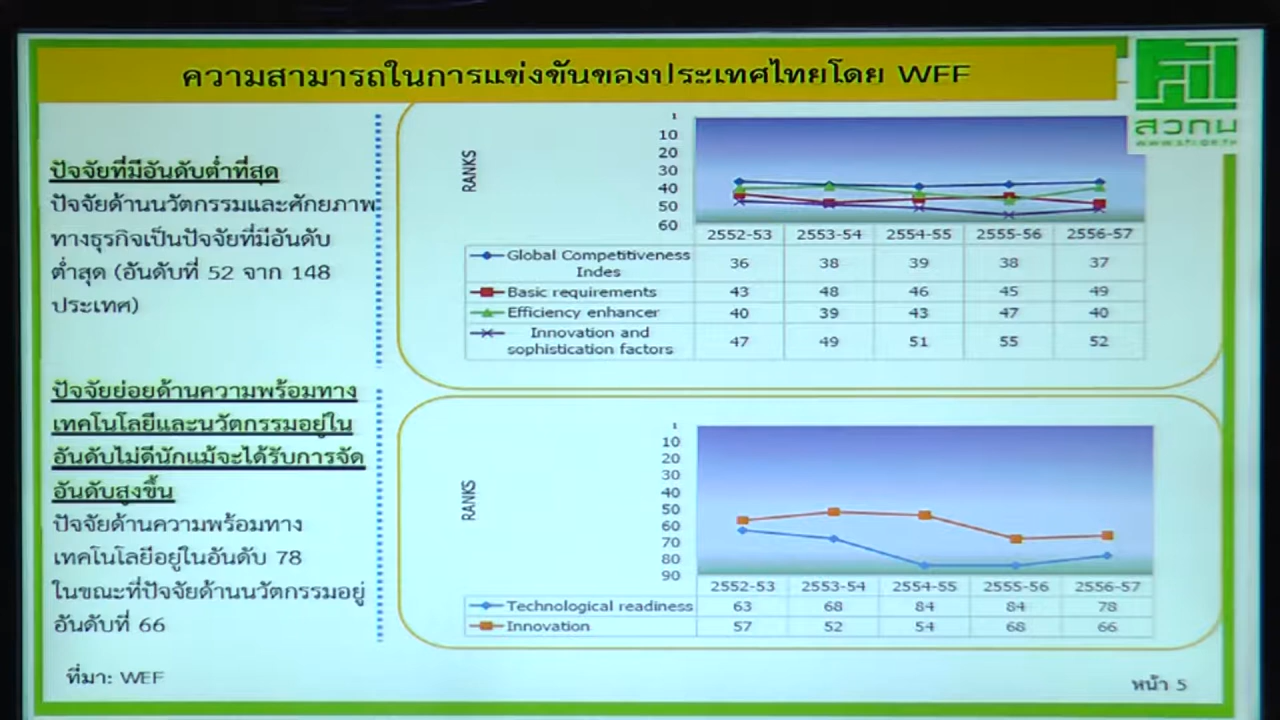 ความสามารถในการแข่งขันของประเทศไทยโดย WEF
สวทน
www.sti.or.th
ปัจจัยที่มีอันดับต่ำที่สุด
ปัจจัยด้านนวัตกรรมและศักยภาพ
ทางธุรกิจเป็นปัจจัยที่มีอันดับ
ต่ำสุด (อันดับที่ 52 จาก 148
ประเทศ)
ปัจจัยย่อยด้านความพร้อมทาง
เทคโนโลยีและนวัตกรรมอยู่ใน
อันดับไม่ดีนักแม้จะได้รับการจัด
อันดับสูงขึ้น
ปัจจัยด้านความพร้อมทาง
เทคโนโลยีอยู่ในอันดับ 78
ในขณะที่ปัจจัยด้านนวัตกรรมอยู่
อันดับที่ 66
ที่มา: WEF
RANKS
1
10
20
30
40
50
60
2552-53 2553-54 2554-55 2555-56 2556-57
Global Competitiveness
Indes 36 38 39 38 37
Basic requirements 43 48 46 45 49
Efficiency enhancer 40 39 43 47 40
Innovation and
sophistication factors 47 49 51 55 52
RANKS
1
10
20
30
40
50
60
70
80
90
2552-53 2553-54 2554-55 2555-56 2556-57
Technological readiness 63 68 84 84 78
Innovation 57 52 54 68 66
หน้า 5